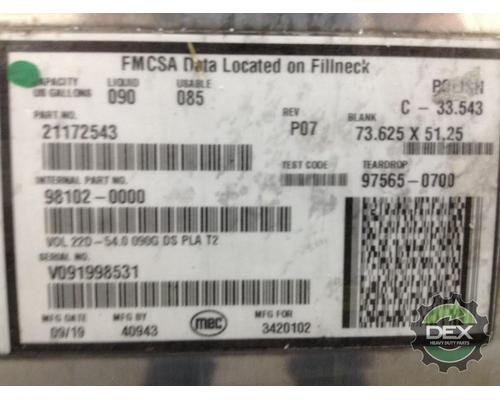 FMCSA Data Located on Fillneck
CAPACITY LIQUID USABLE POLISH
US GALLONS 090 085 C - 33.543
PART NO. REV BLANK
21172543 P07 73.625 X 51.25
TEST CODE TEARDROP
INTERNAL PART NO. 97565-0700
98102-0000
VOL 22D-54.0 090G DS PLA T2
SERIAL NO.
V091998531
MFG DATE MFG BY MFG FOR
09/19 40943 mec 3420102
DEX
HEAVY DUTY PARTS